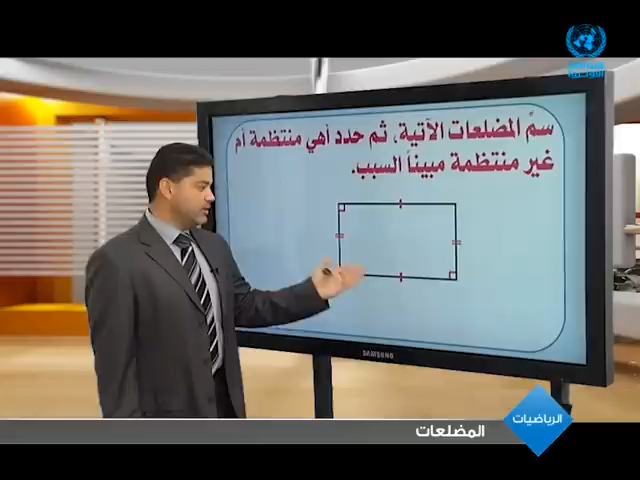 سمِّ المضلعات الآتية، ثم حدد أهي منتظمة أم
غير منتظمة مبيناً السبب.
SAMSUNG
الرياضيات
المضلعات